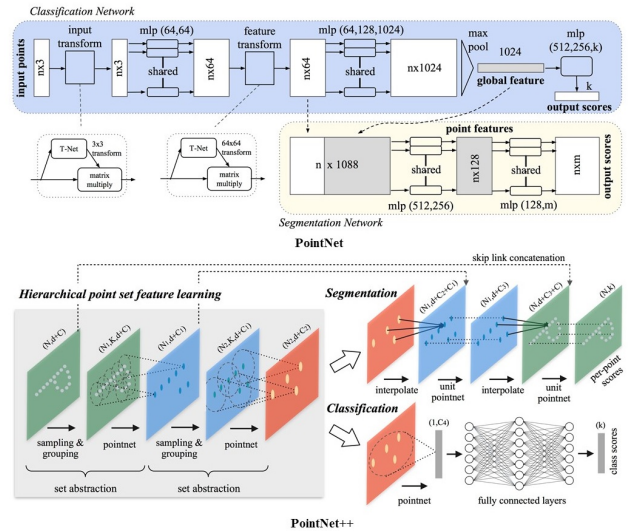 Classification Network
input points
nx3
input
transform
nx3
mlp (64,64)
shared
nx64
feature
transform
nx64
mlp (64,128,1024)
shared
nx1024
max
pool
1024
global feature
mlp
(512,256,k)
k
output scores
T-Net
3x3
transform
matrix
multiply
T-Net
64x64
transform
matrix
multiply
point features
n x 1088
shared
mlp (512,256)
nx128
shared
mlp (128,m)
nxm
output scores
Segmentation Network
PointNet
skip link concatenation
Hierarchical point set feature learning
(N,d+C)
(N1,K,d+C)
(N1,d+C1)
(N2,K,d+C1)
(N2,d+C2)
sampling &
grouping
pointnet
sampling &
grouping
pointnet
set abstraction
set abstraction
Segmentation
(N1,d+C2+C1)
(N1,d+C3)
(N,d+C3+C)
(N,k)
interpolate
unit
pointnet
interpolate
unit
pointnet
per-point
scores
Classification
(1,C4)
(k)
pointnet
fully connected layers
class scores
PointNet++